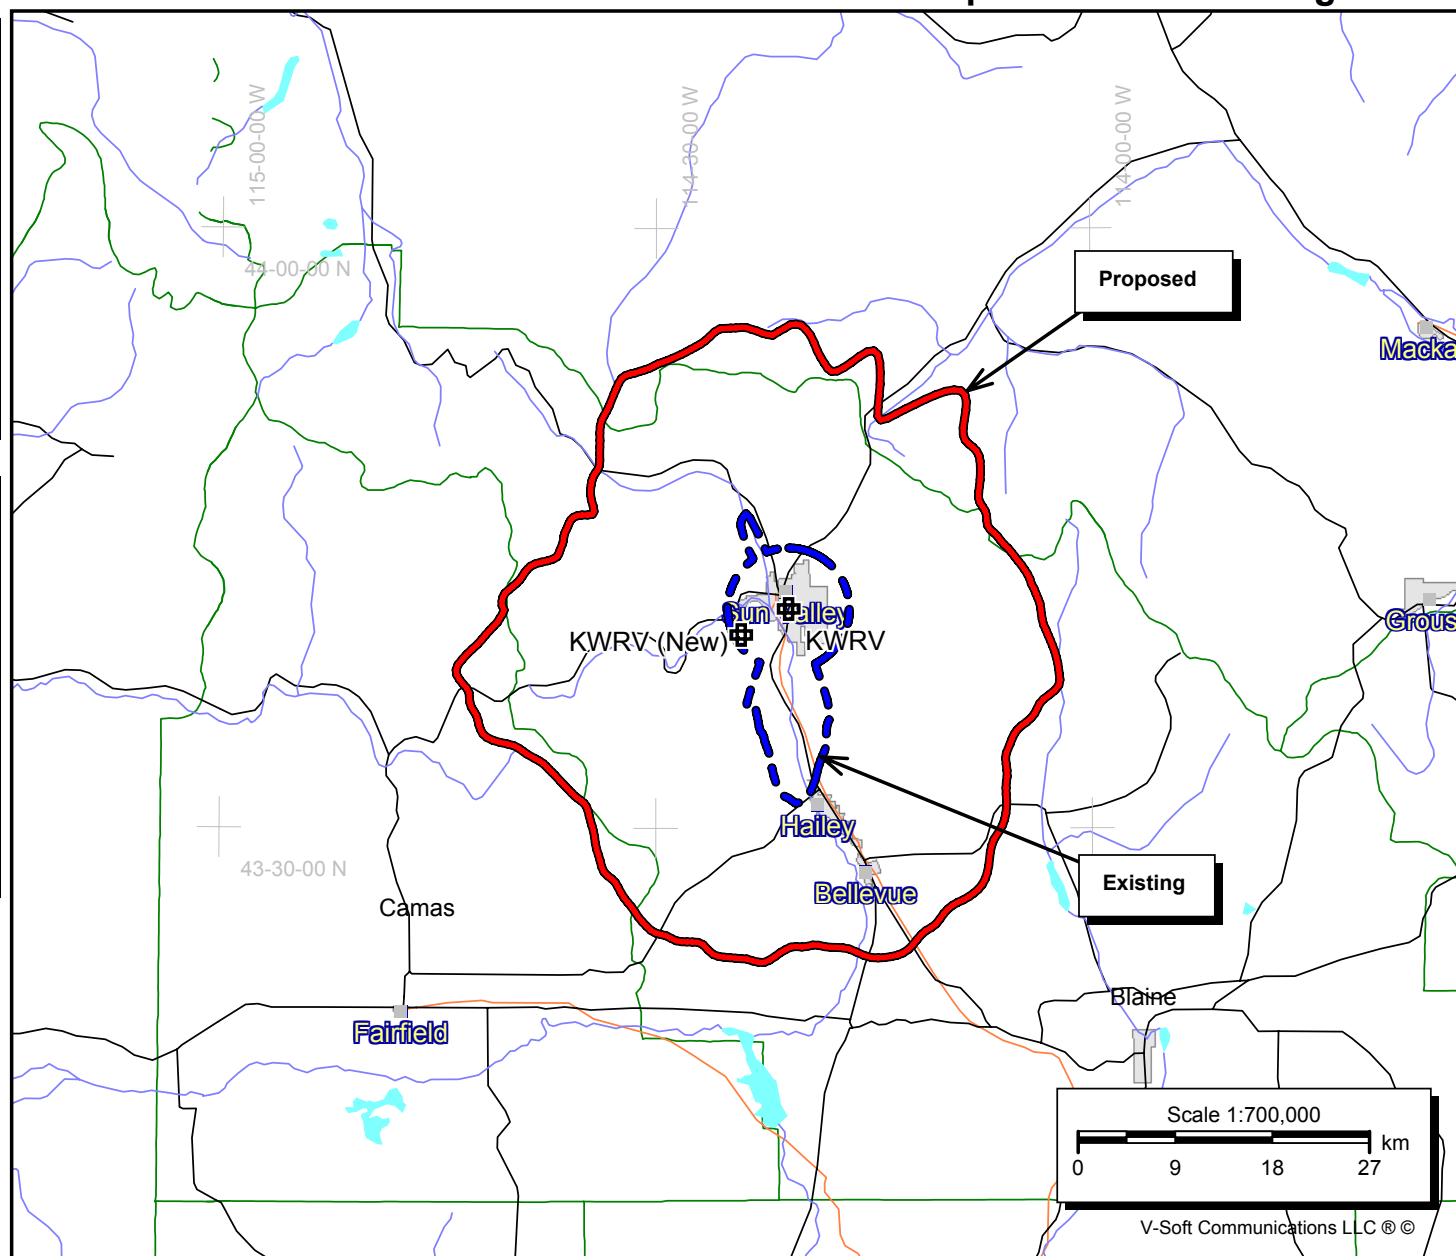 115-00-00 W
114-30-00 W
114-00-00 W
44-00-00 N
Proposed
Macka
Sun Valley
Grous
KWRV (New)
KWRV
Hailey
43-30-00 N
Existing
Bellevue
Camas
Blaine
Fairfield
Scale 1:700,000
km
0 9 18 27
V-Soft Communications LLC ® ©